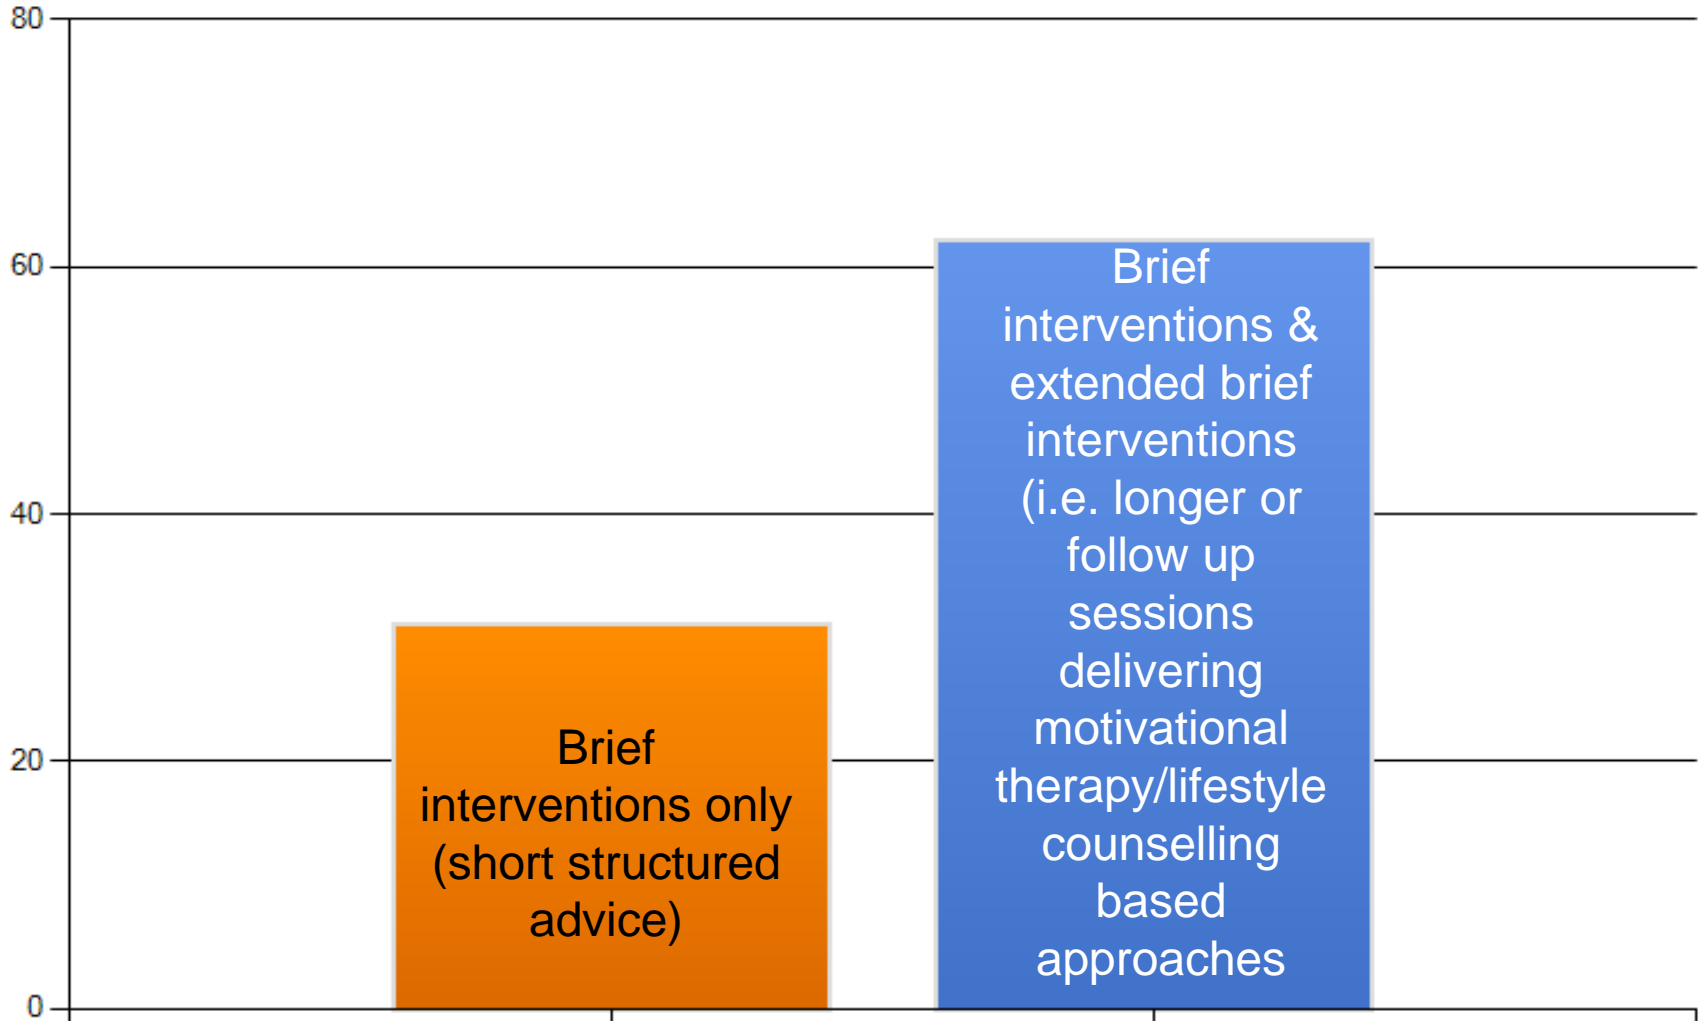 80
60
40
20
0
Brief
interventions only
(short structured
advice)
Brief
interventions &
extended brief
interventions
(i.e. longer or
follow up
sessions
delivering
motivational
therapy/lifestyle
counselling
based
approaches